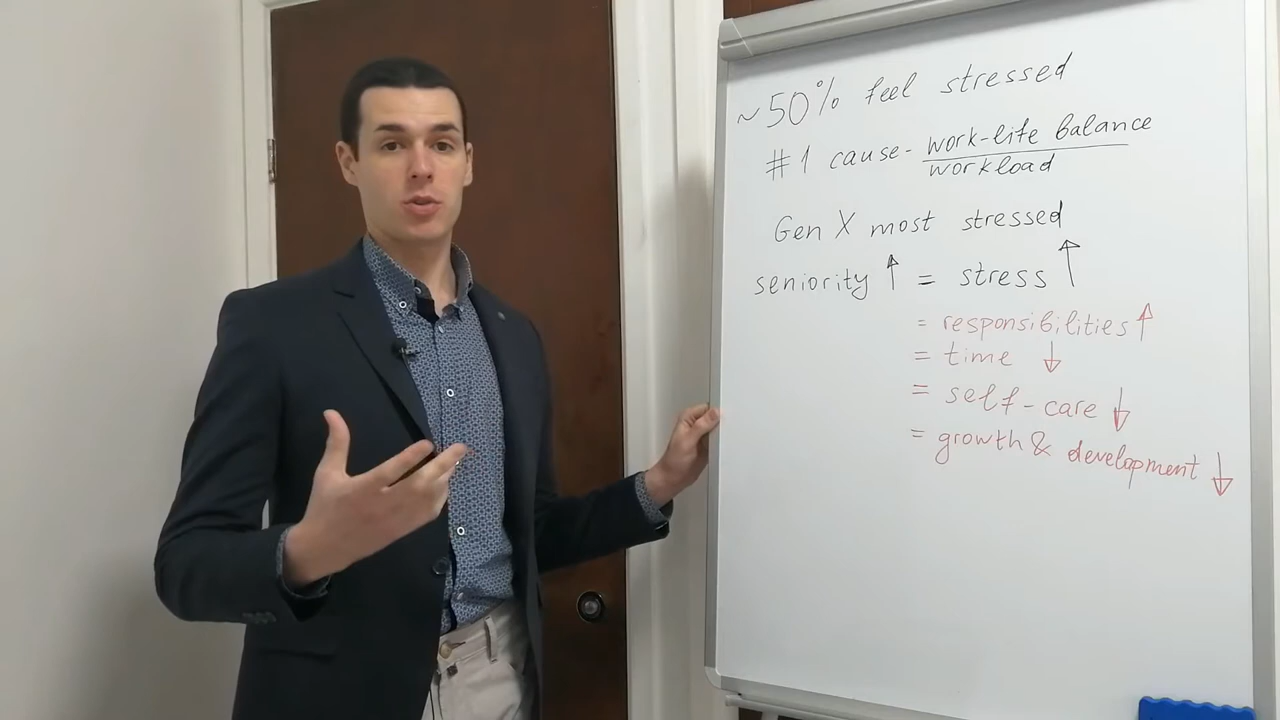 ~50% feel stressed
#1 cause- work-life balance
workload
Gen X most stressed
seniority ↑ = stress ↑
= responsibilities ↑
= time ↓
= self-care ↓
= growth & development ↓